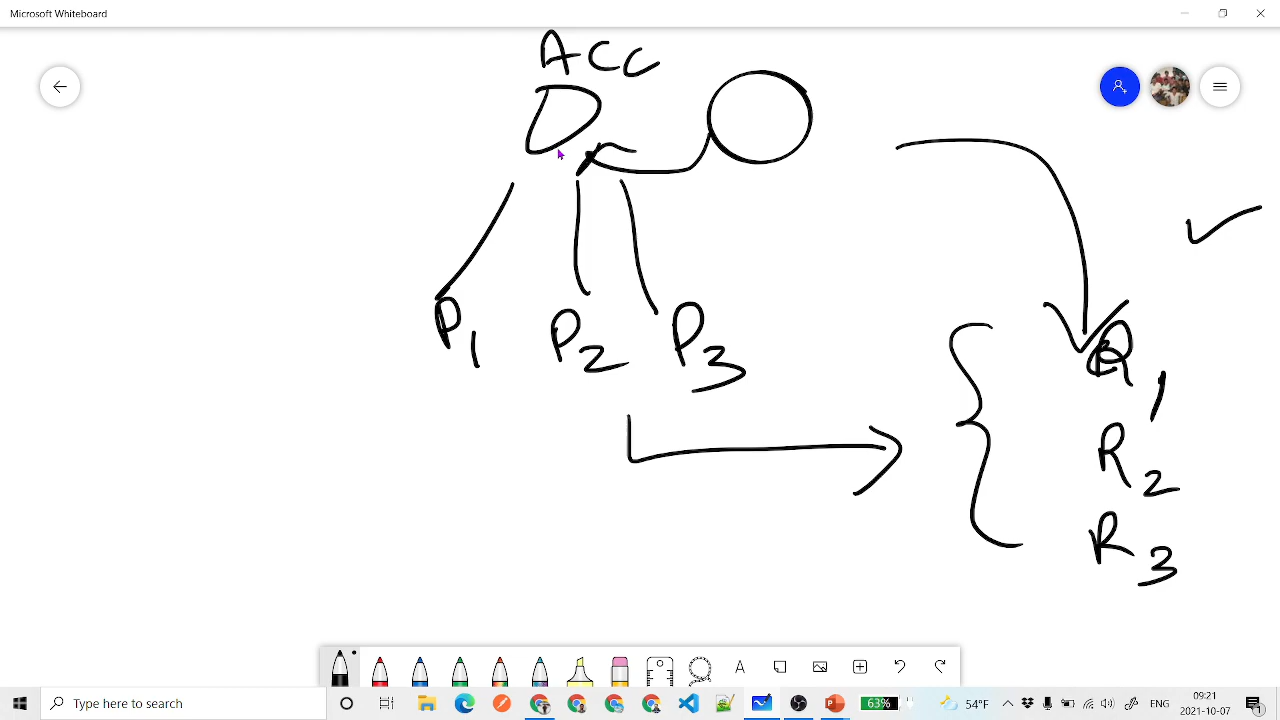 Microsoft Whiteboard
ACC
D
P1 P2 P3
R1
R2
R3
A
Type here to search
63%
54°F
ENG
09:21
2021-10-07